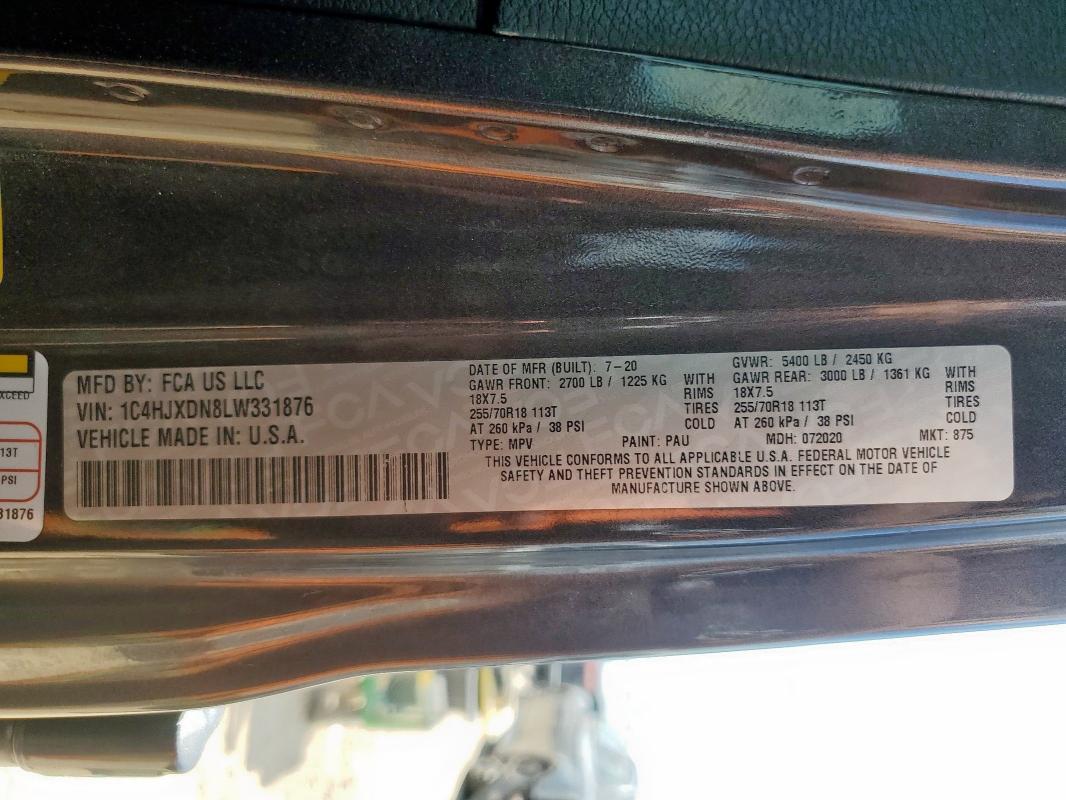 MFD BY: FCA US LLC
VIN: 1C4HJXDN8LW331876
VEHICLE MADE IN: U.S.A.
DATE OF MFR (BUILT): 7-20
GAWR FRONT: 2700 LB / 1225 KG WITH
18X7.5 RIMS
255/70R18 113T TIRES
AT 260 kPa / 38 PSI COLD
GVWR: 5400 LB / 2450 KG
GAWR REAR: 3000 LB / 1361 KG WITH
18X7.5 RIMS
255/70R18 113T TIRES
AT 260 kPa / 38 PSI COLD
TYPE: MPV PAINT: PAU MDH: 072020 MKT: 875
THIS VEHICLE CONFORMS TO ALL APPLICABLE U.S.A. FEDERAL MOTOR VEHICLE
SAFETY AND THEFT PREVENTION STANDARDS IN EFFECT ON THE DATE OF
MANUFACTURE SHOWN ABOVE.
EXCEED
13T
PSI
31876